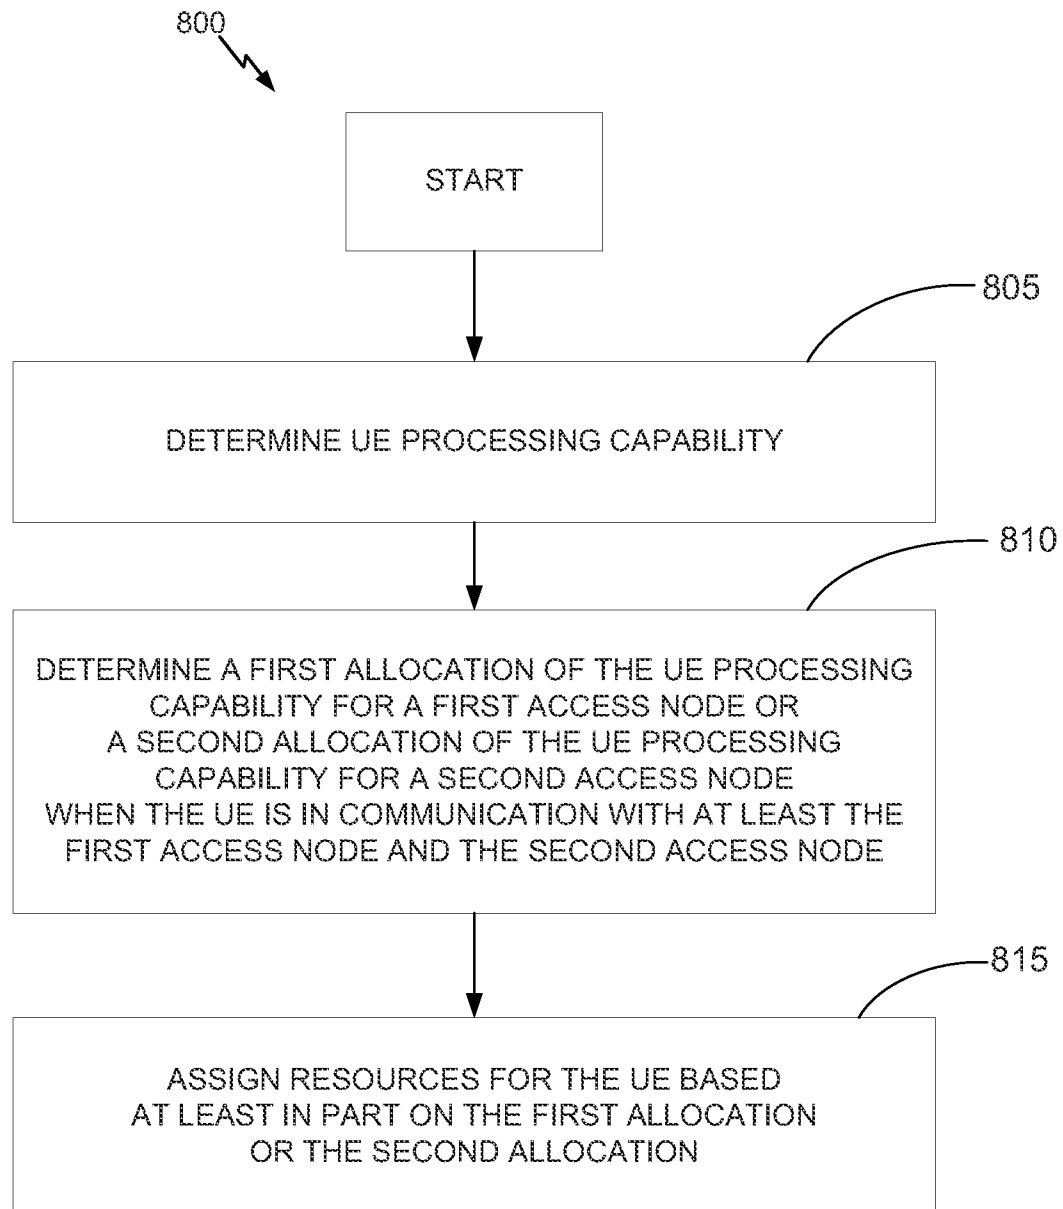 800
START
805
DETERMINE UE PROCESSING CAPABILITY
810
DETERMINE A FIRST ALLOCATION OF THE UE PROCESSING
CAPABILITY FOR A FIRST ACCESS NODE OR
A SECOND ALLOCATION OF THE UE PROCESSING
CAPABILITY FOR A SECOND ACCESS NODE
WHEN THE UE IS IN COMMUNICATION WITH AT LEAST THE
FIRST ACCESS NODE AND THE SECOND ACCESS NODE
815
ASSIGN RESOURCES FOR THE UE BASED
AT LEAST IN PART ON THE FIRST ALLOCATION
OR THE SECOND ALLOCATION